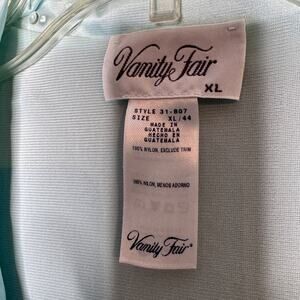 Vanity Fair
XL
STYLE 31-807
SIZE XL/44
MADE IN
GUATEMALA
HECHO EN
GUATEMALA
100% NYLON, EXCLUDE TRIM
100% NILON, MENOS ADORNO
Vanity Fair®